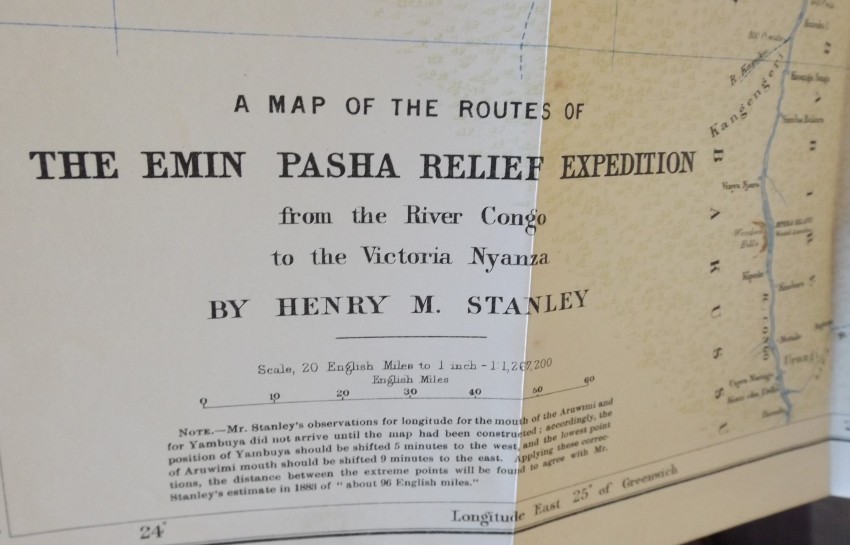 A MAP OF THE ROUTES OF
THE EMIN PASHA RELIEF EXPEDITION
from the River Congo
to the Victoria Nyanza
BY HENRY M. STANLEY
Scale, 20 English Miles to 1 inch - 1:1,267,200
English Miles
0 10 20 30 40 50 60
NOTE.—Mr. Stanley's observations for longitude for the mouth of the Aruwimi and
for Yambuya did not arrive until the map had been constructed; accordingly, the
position of Yambuya should be shifted 5 minutes to the west, and the lowest point
of Aruwimi mouth should be shifted 9 minutes to the east. Applying these correc-
tions, the distance between the extreme points will be found to agree with Mr.
Stanley's estimate in 1883 of "about 96 English miles."
24°
Longitude East 25° of Greenwich
Kangengeri
R. CONGO